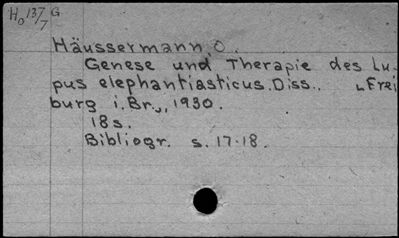 Ho 137/7 G
Häussermann, O.
Genese und Therapie des Lu-
pus elephantiasticus. Diss.. Frei
burg i. Br., 1930.
18 s.
Bibliogr. s. 17-18.